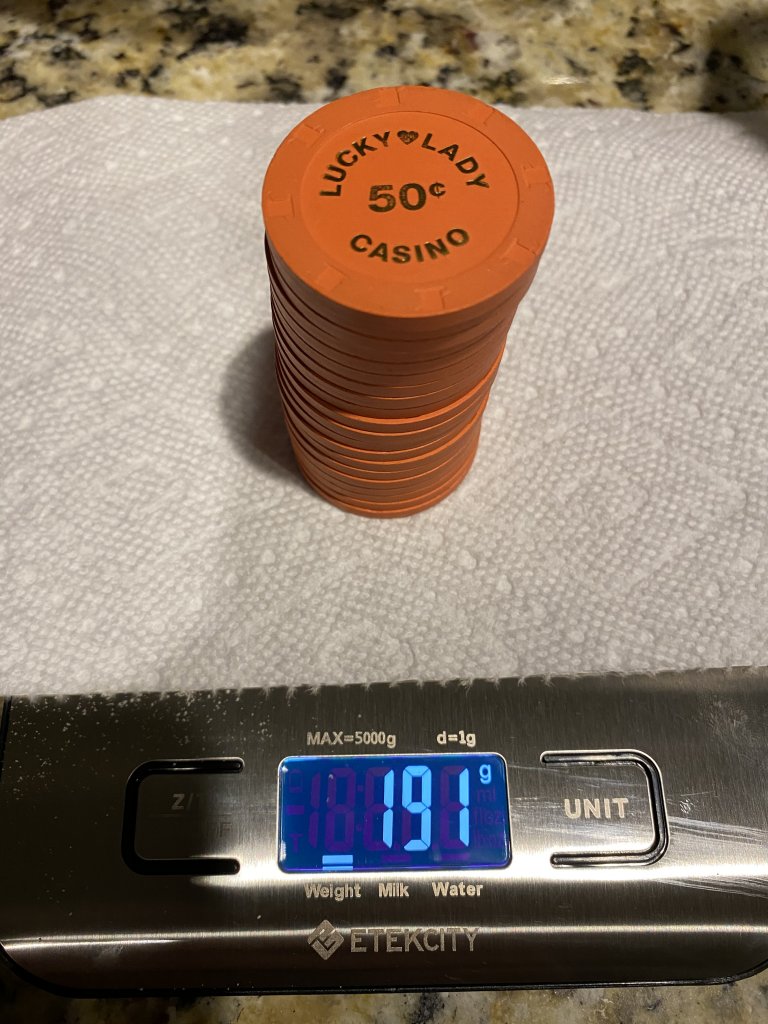 LUCKY LADY
50¢
CASINO
MAX=5000g d=1g
191 g
UNIT
Weight Milk Water
ETEKCITY